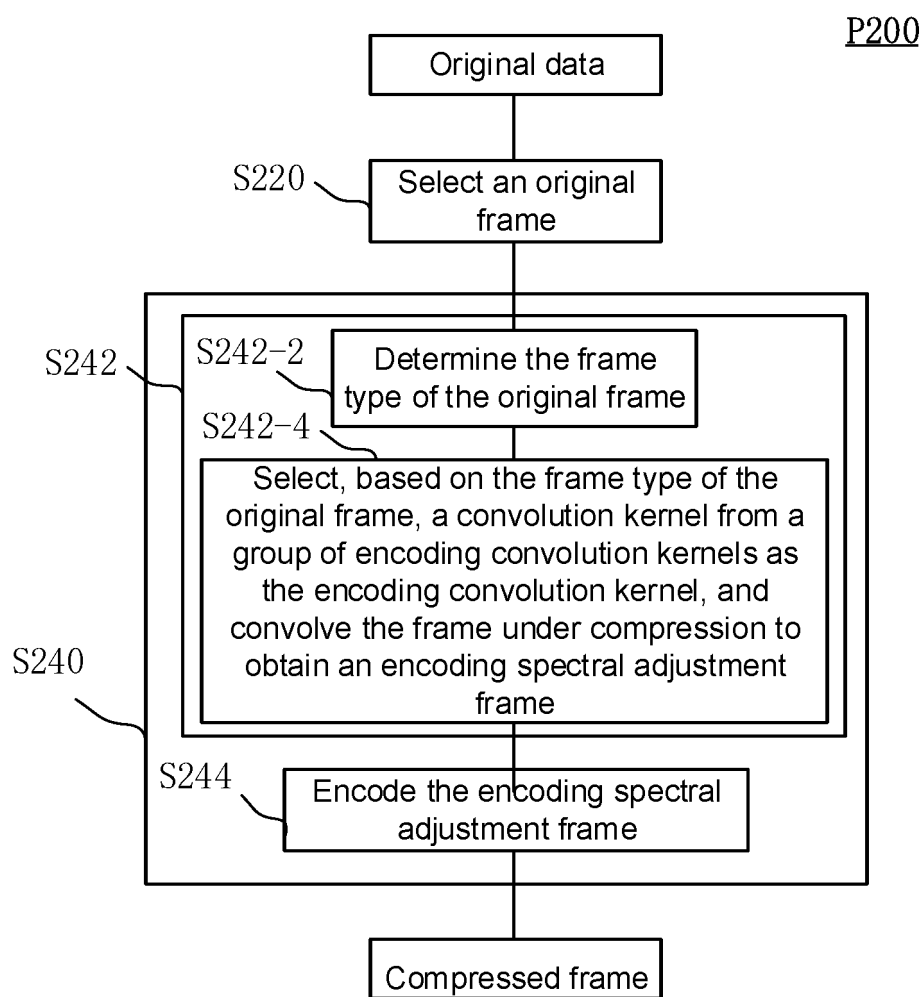 P200
Original data
S220
Select an original
frame
S242
S242-2
Determine the frame
type of the original frame
S242-4
Select, based on the frame type of the
original frame, a convolution kernel from a
group of encoding convolution kernels as
the encoding convolution kernel, and
convolve the frame under compression to
obtain an encoding spectral adjustment
frame
S240
S244
Encode the encoding spectral
adjustment frame
Compressed frame